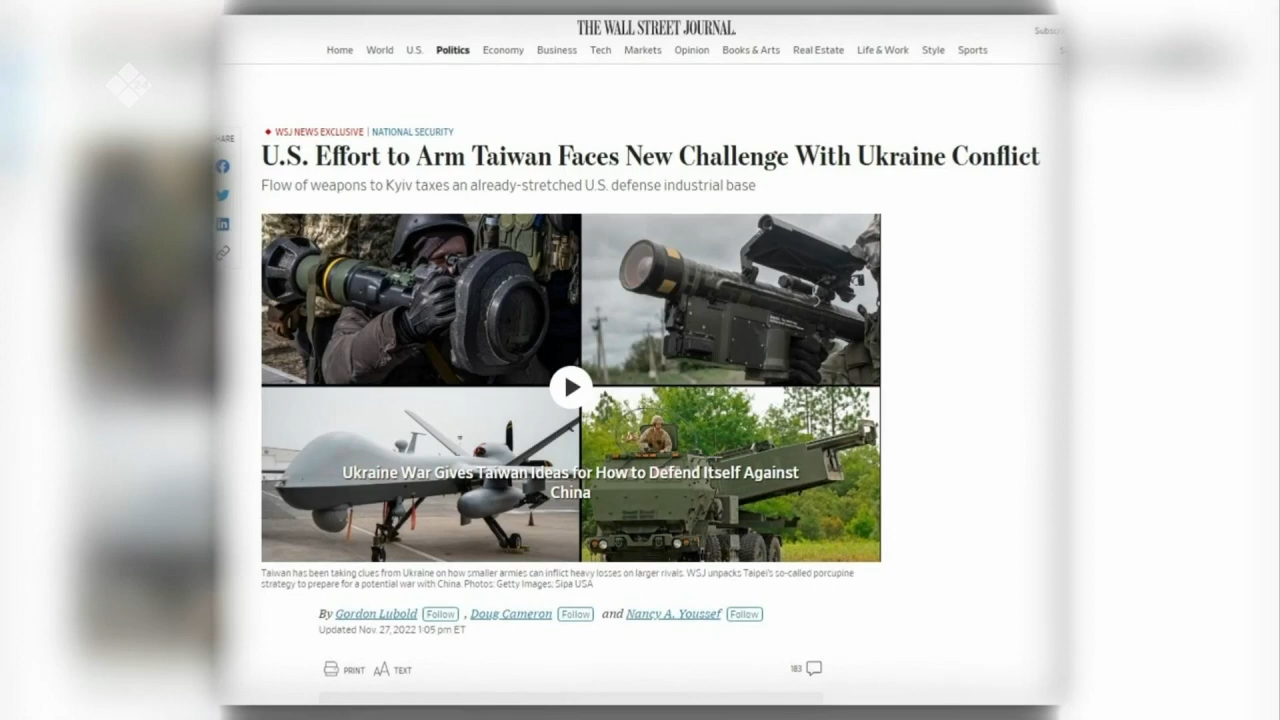 THE WALL STREET JOURNAL.
Home World U.S. Politics Economy Business Tech Markets Opinion Books & Arts Real Estate Life & Work Style Sports
WSJ NEWS EXCLUSIVE | NATIONAL SECURITY
U.S. Effort to Arm Taiwan Faces New Challenge With Ukraine Conflict
Flow of weapons to Kyiv taxes an already-stretched U.S. defense industrial base
Ukraine War Gives Taiwan Ideas for How to Defend Itself Against
China
Taiwan has been taking clues from Ukraine on how smaller armies can inflict heavy losses on larger rivals. WSJ unpacks Taipei's so-called porcupine
strategy to prepare for a potential war with China. Photos: Getty Images; Sipa USA
By Gordon Lubold Follow , Doug Cameron Follow and Nancy A. Youssef Follow
Updated Nov. 27, 2022 1:05 pm ET
PRINT AA TEXT 183